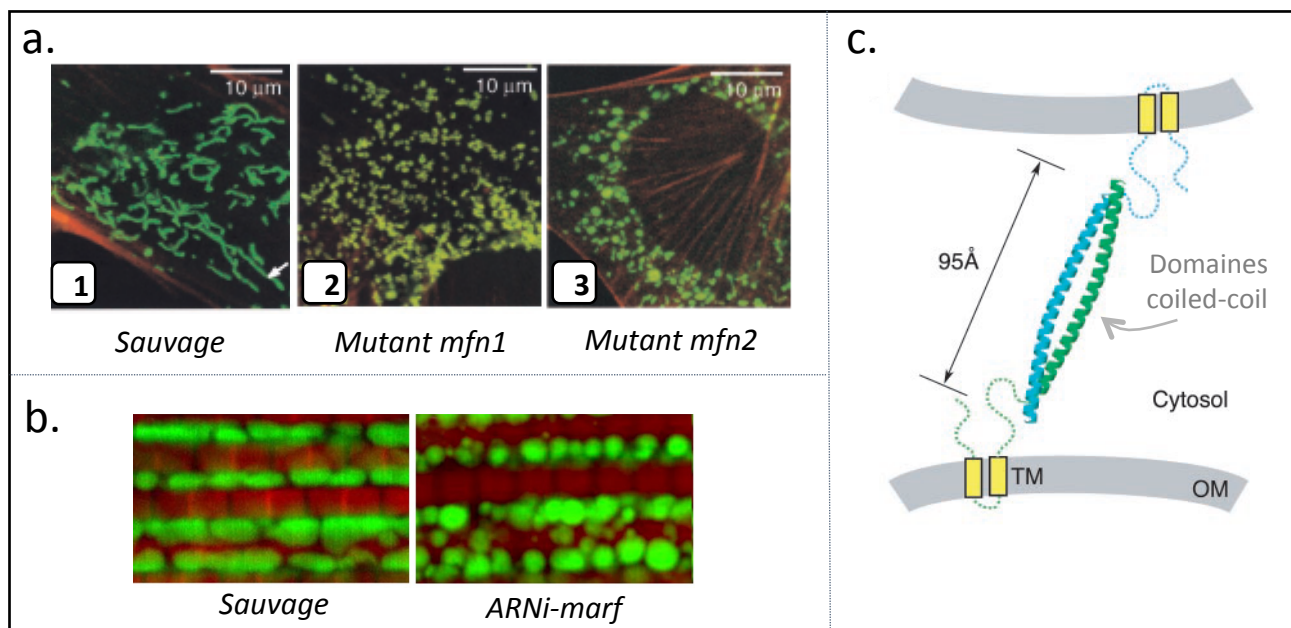 a.
10 µm
10 µm
10 µm
1
2
3
Sauvage
Mutant mfn1
Mutant mfn2
b.
Sauvage
ARNi-marf
c.
95Å
Domaines
coiled-coil
Cytosol
TM
OM